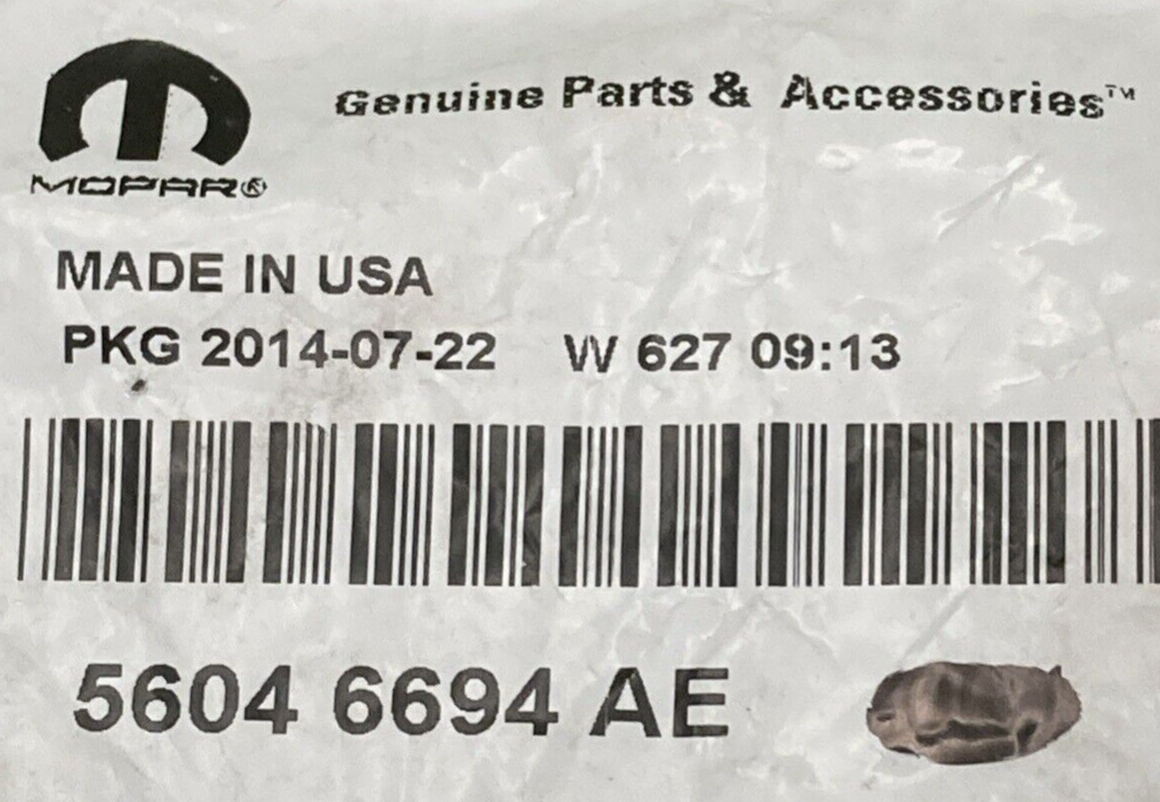 Genuine Parts & Accessories™
MOPAR®
MADE IN USA
PKG 2014-07-22 W 627 09:13
5604 6694 AE